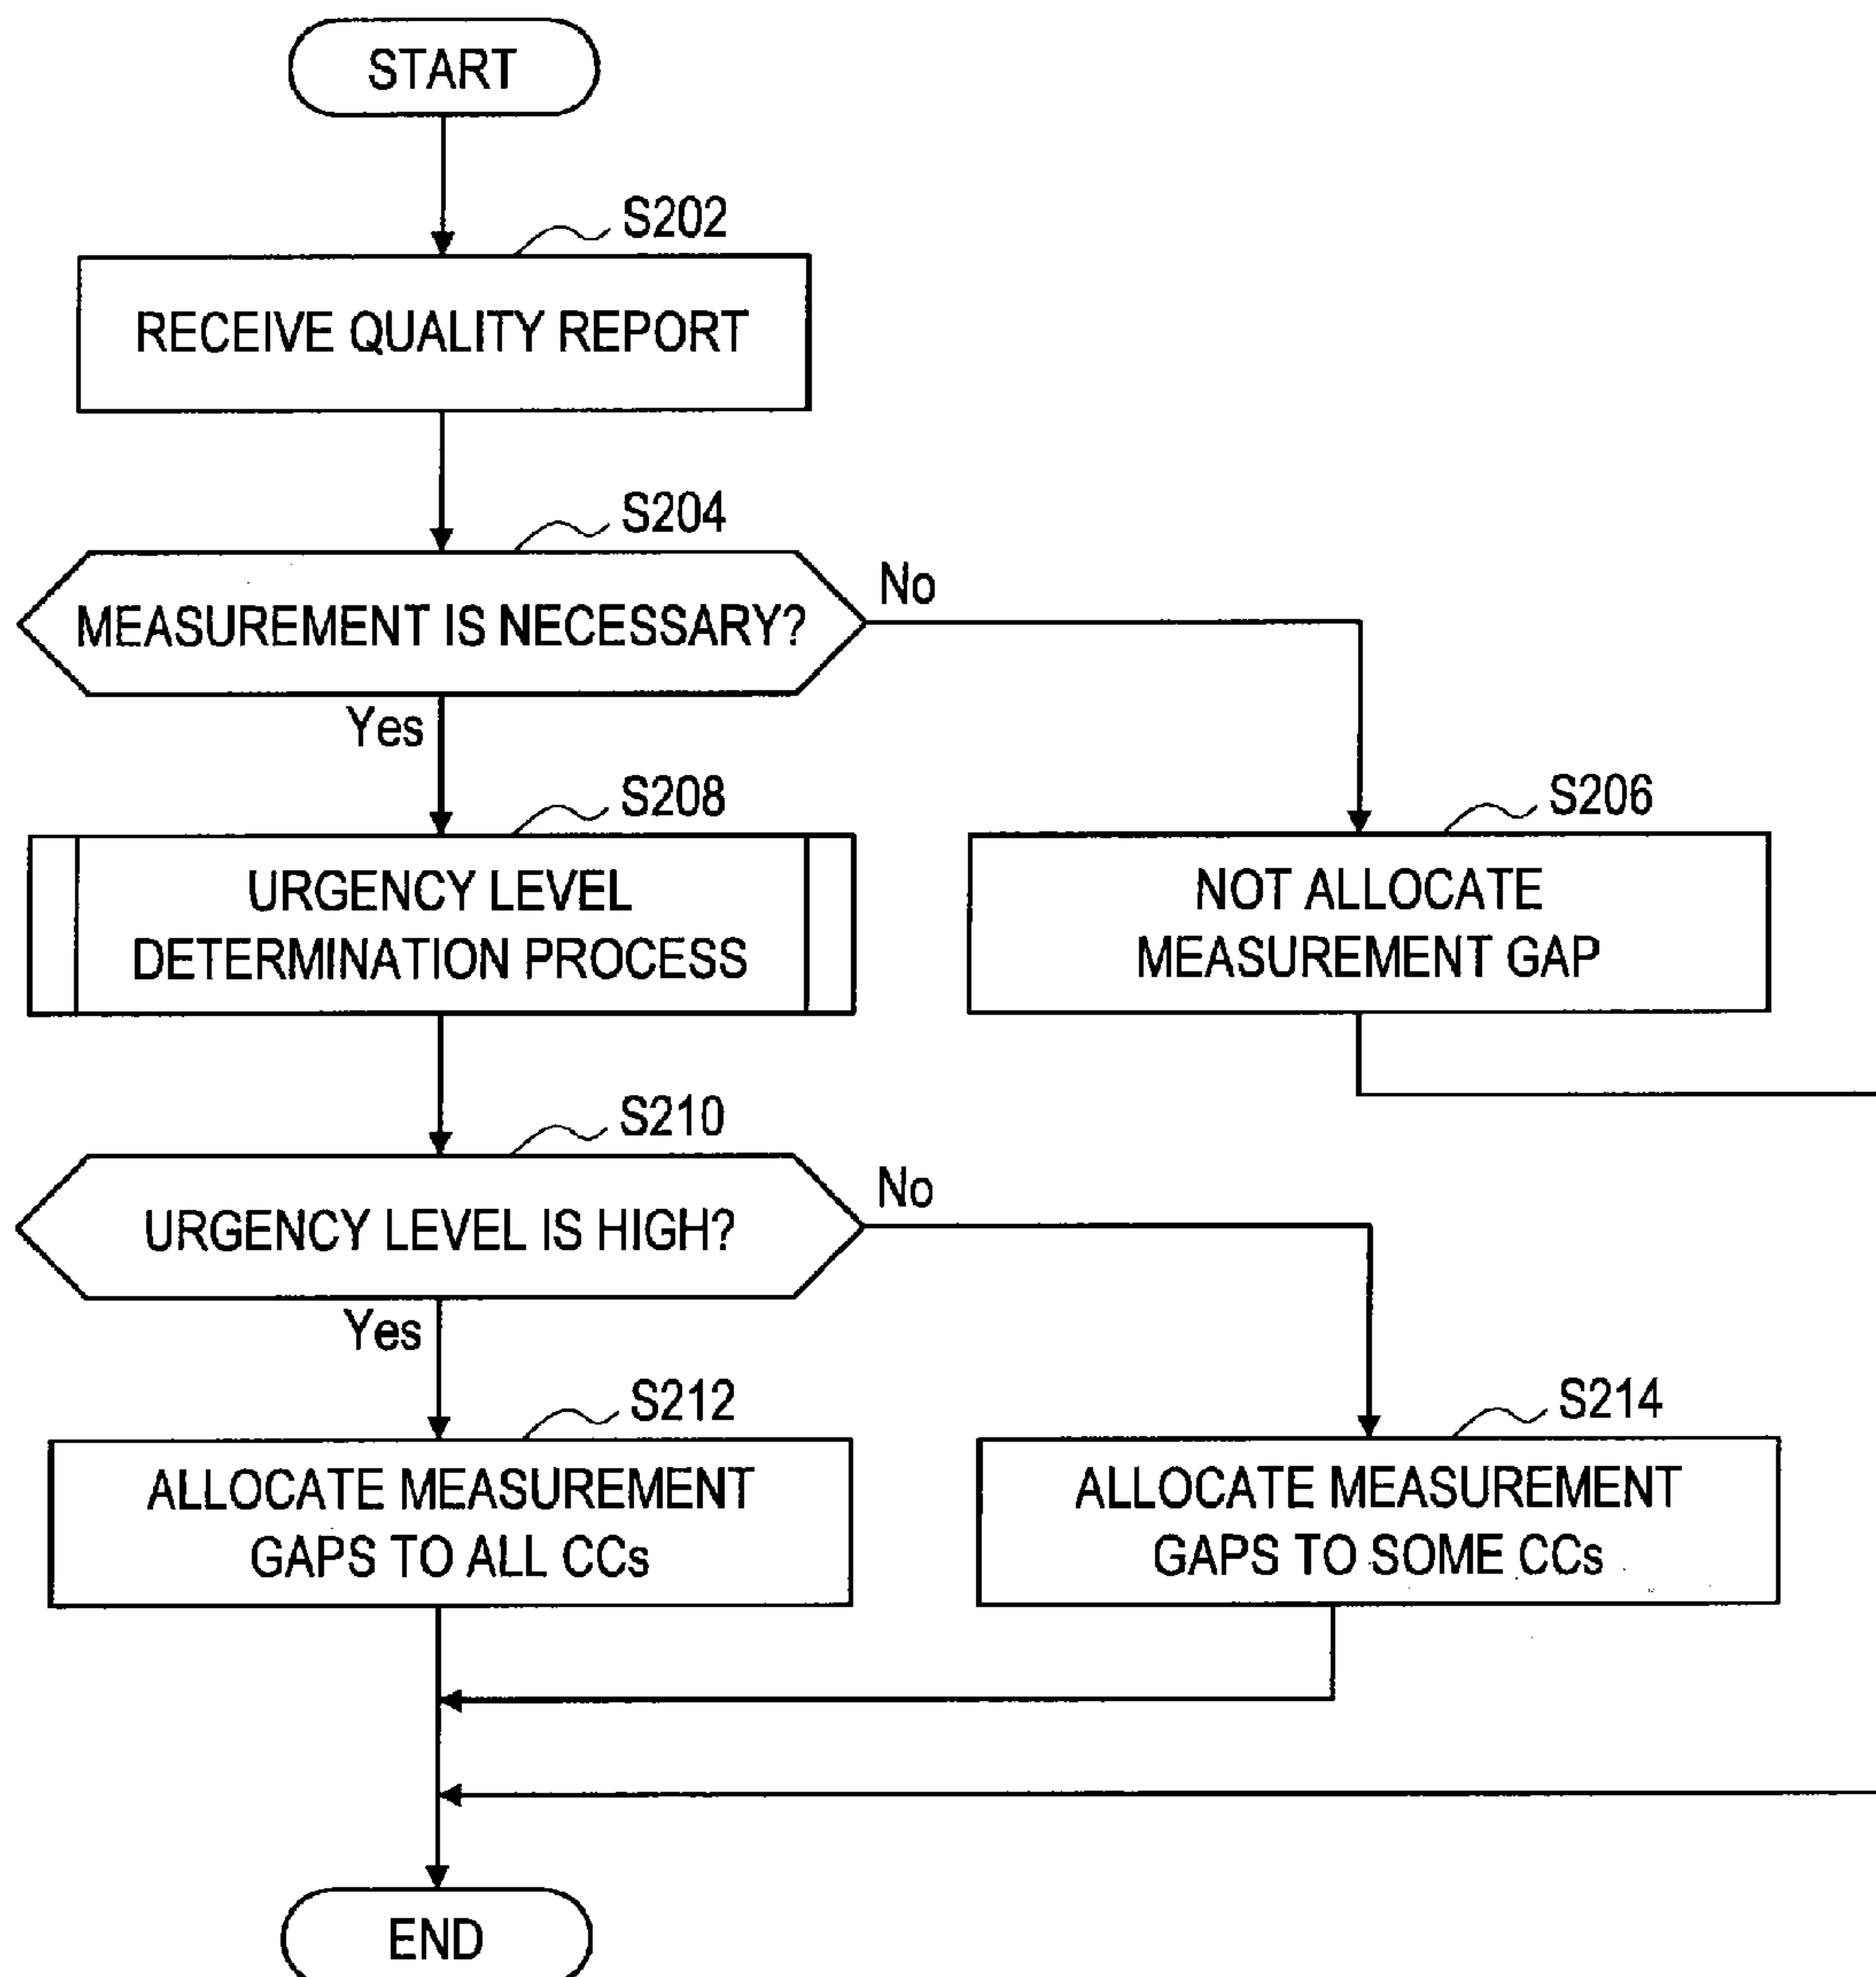 START
S202
RECEIVE QUALITY REPORT
S204
MEASUREMENT IS NECESSARY?
No
Yes
S208
URGENCY LEVEL
DETERMINATION PROCESS
S206
NOT ALLOCATE
MEASUREMENT GAP
S210
URGENCY LEVEL IS HIGH?
No
Yes
S212
ALLOCATE MEASUREMENT
GAPS TO ALL CCs
S214
ALLOCATE MEASUREMENT
GAPS TO SOME CCs
END